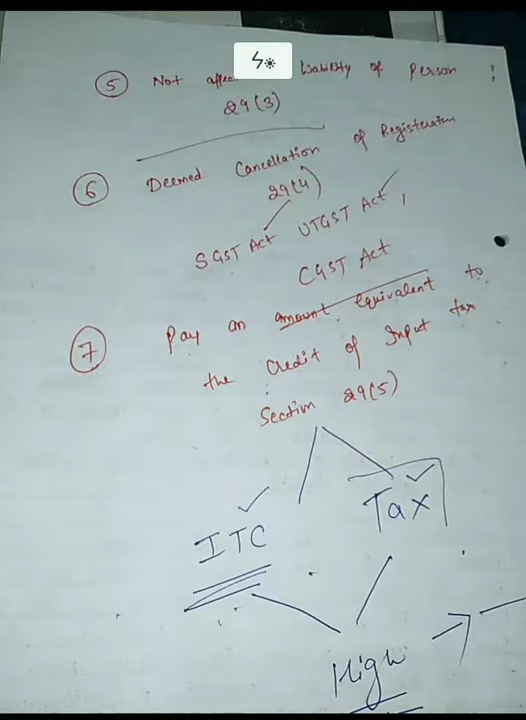 ⑤ Not liability of Person :
29(3)
⑥ Deemed Cancellation of Registration
29(4)
SGST Act UTGST Act,
CGST Act
⑦ Pay an amount equivalent to
the Credit of Input tax
Section 29(5)
ITC Tax
High